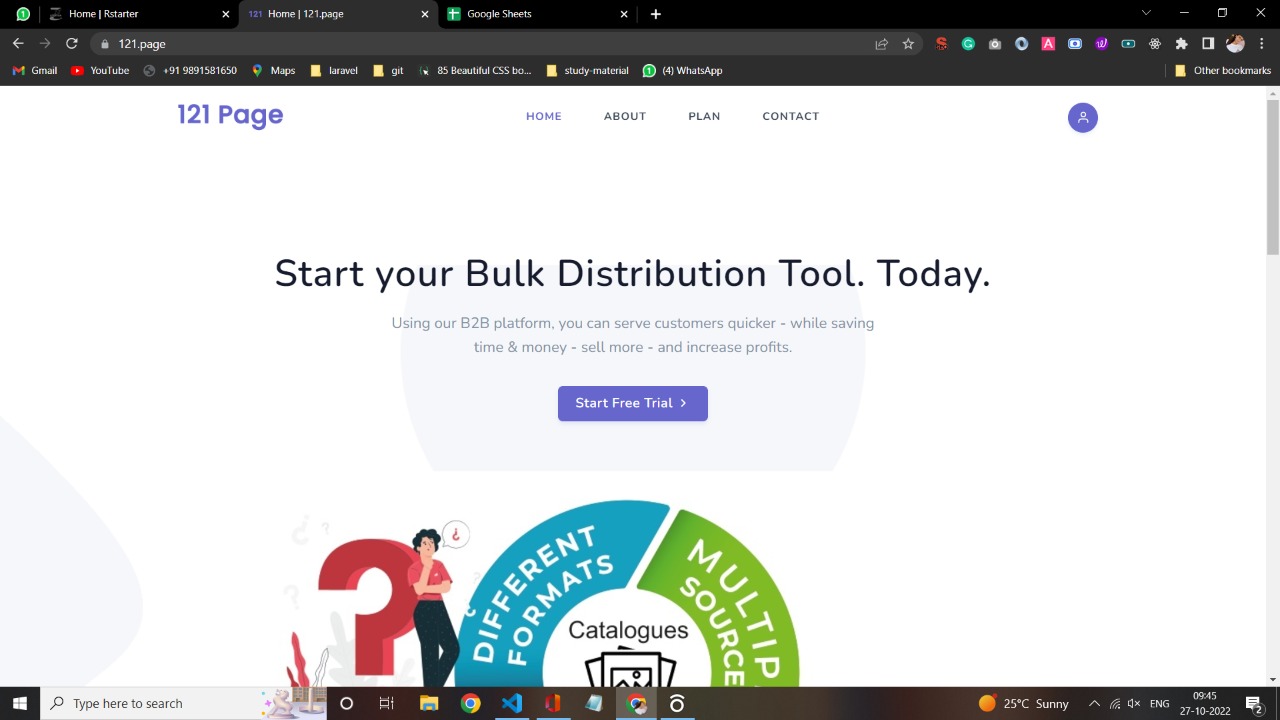 Home | Rstarter
121 Home | 121.page
Google Sheets
121.page
Gmail
YouTube
+91 9891581650
Maps
laravel
git
85 Beautiful CSS bo...
study-material
(4) WhatsApp
Other bookmarks
121 Page
HOME
ABOUT
PLAN
CONTACT
Start your Bulk Distribution Tool. Today.
Using our B2B platform, you can serve customers quicker - while saving
time & money - sell more - and increase profits.
Start Free Trial
DIFFERENT
FORMATS
MULTIP
SOURCE
Catalogues
Type here to search
25°C Sunny
ENG
09:45
27-10-2022
2